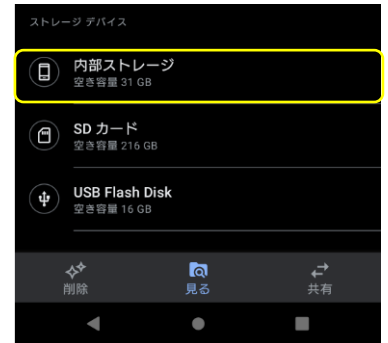 ストレージ デバイス
内部ストレージ
空き容量 31 GB
SD カード
空き容量 216 GB
USB Flash Disk
空き容量 16 GB
削除
見る
共有